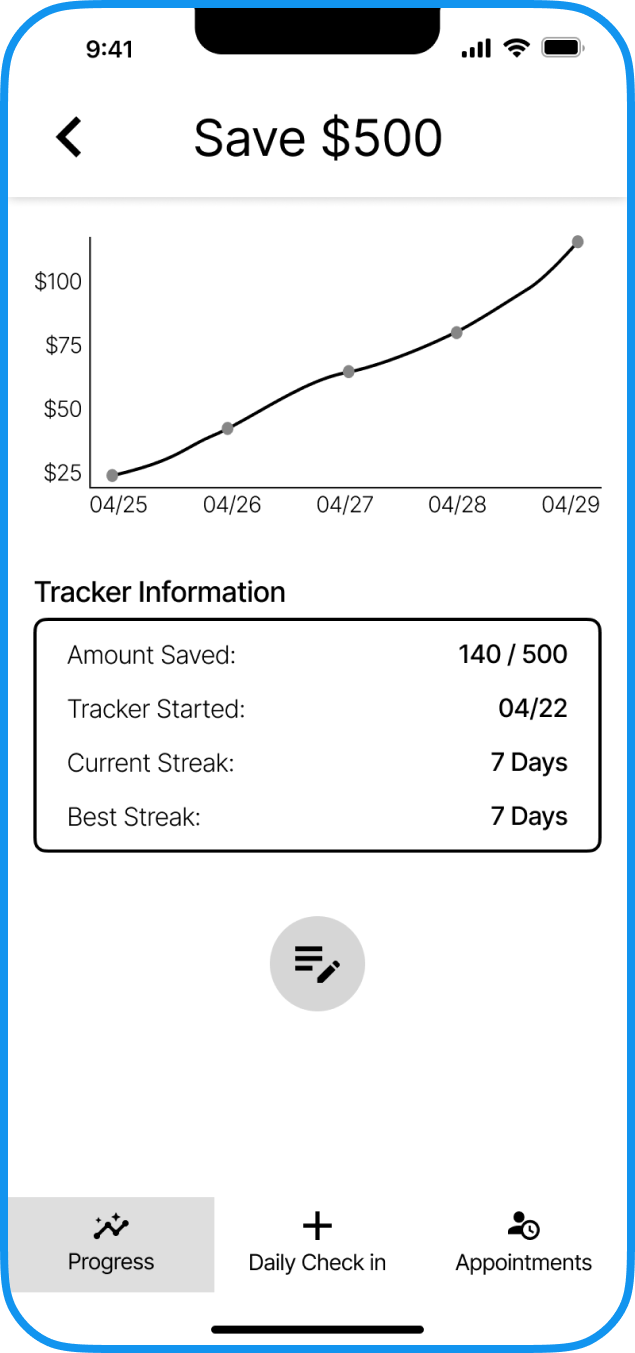 9:41
Save $500
$100
$75
$50
$25
04/25 04/26 04/27 04/28 04/29
Tracker Information
Amount Saved: 140 / 500
Tracker Started: 04/22
Current Streak: 7 Days
Best Streak: 7 Days
Progress Daily Check in Appointments